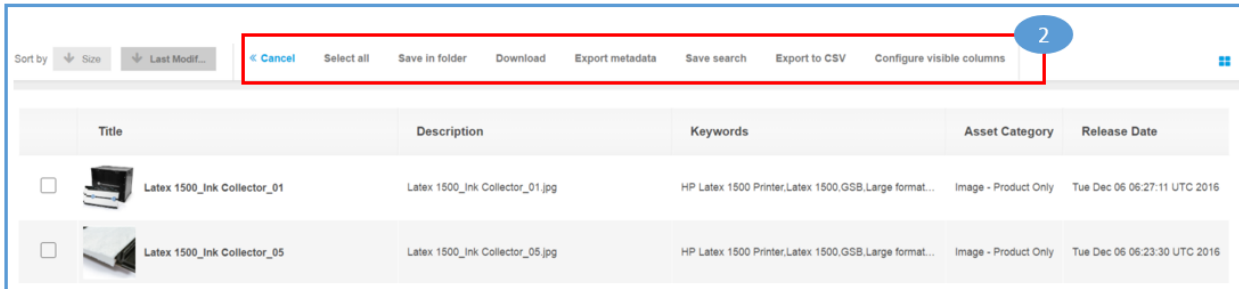 2
Sort by Size Last Modif... « Cancel Select all Save in folder Download Export metadata Save search Export to CSV Configure visible columns
Title Description Keywords Asset Category Release Date
Latex 1500_Ink Collector_01 Latex 1500_Ink Collector_01.jpg HP Latex 1500 Printer,Latex 1500,GSB,Large format... Image - Product Only Tue Dec 06 06:27:11 UTC 2016
Latex 1500_Ink Collector_05 Latex 1500_Ink Collector_05.jpg HP Latex 1500 Printer,Latex 1500,GSB,Large format... Image - Product Only Tue Dec 06 06:23:30 UTC 2016